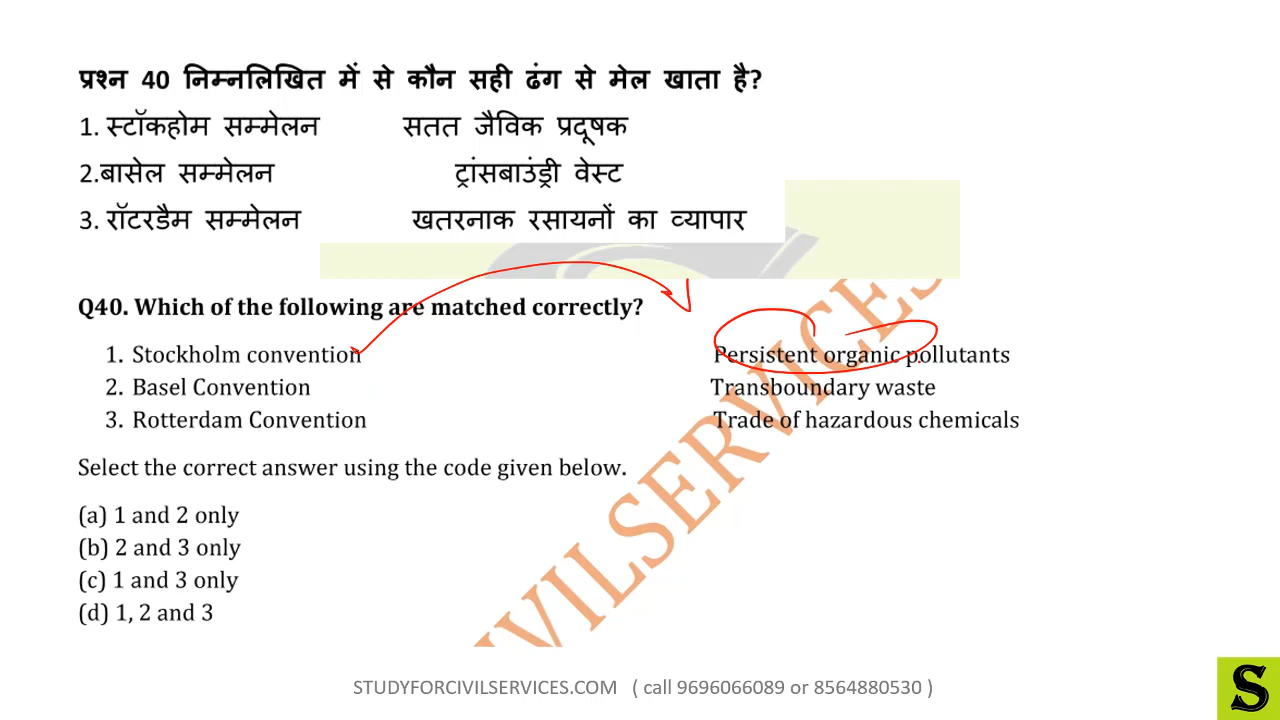 प्रश्न 40 निम्नलिखित में से कौन सही ढंग से मेल खाता है?
1. स्टॉकहोम सम्मेलन सतत जैविक प्रदूषक
2.बासेल सम्मेलन ट्रांसबाउंड्री वेस्ट
3. रॉटरडैम सम्मेलन खतरनाक रसायनों का व्यापार
Q40. Which of the following are matched correctly?
1. Stockholm convention Persistent organic pollutants
2. Basel Convention Transboundary waste
3. Rotterdam Convention Trade of hazardous chemicals
Select the correct answer using the code given below.
(a) 1 and 2 only
(b) 2 and 3 only
(c) 1 and 3 only
(d) 1, 2 and 3
CIVILSERVICES
STUDYFORCIVILSERVICES.COM ( call 9696066089 or 8564880530 )
S